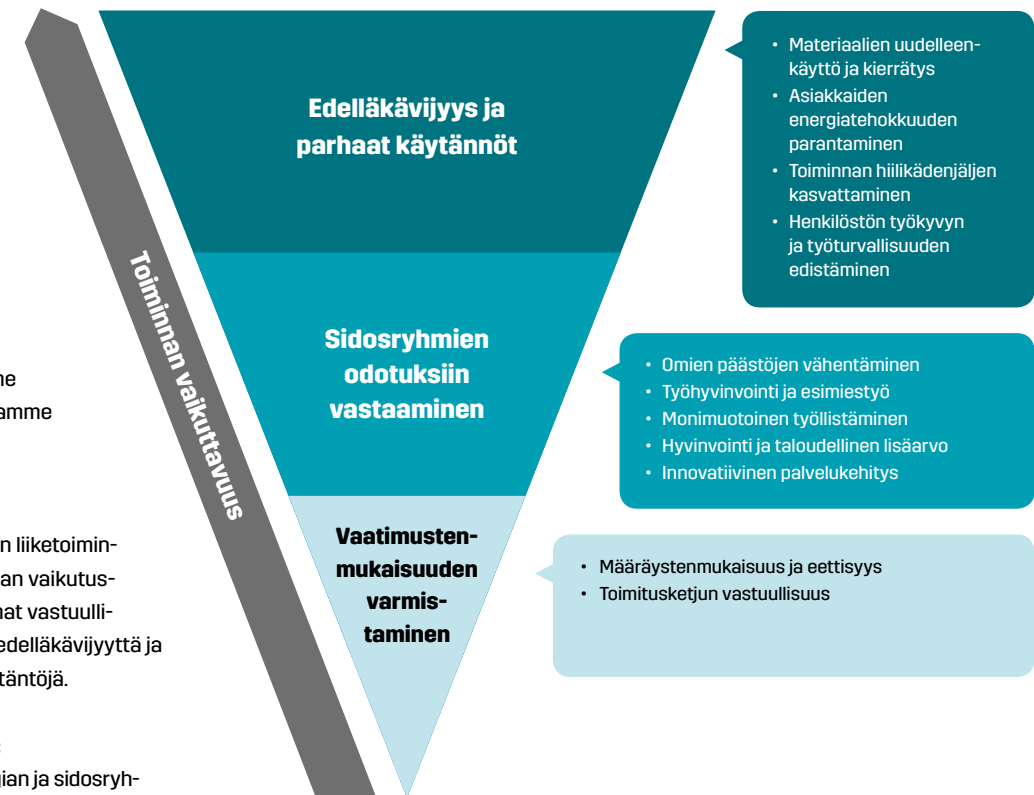 Toiminnan vaikuttavuus
Edelläkävijyys ja
parhaat käytännöt
• Materiaalien uudelleen-
käyttö ja kierrätys
• Asiakkaiden
energiatehokkuuden
parantaminen
• Toiminnan hiilikädenjäljen
kasvattaminen
• Henkilöstön työkyvyn
ja työturvallisuuden
edistäminen
Sidosryhmien
odotuksiin
vastaaminen
• Omien päästöjen vähentäminen
• Työhyvinvointi ja esimiestyö
• Monimuotoinen työllistäminen
• Hyvinvointi ja taloudellinen lisäarvo
• Innovatiivinen palvelukehitys
Vaatimusten-
mukaisuuden
varmis-
taminen
• Määräystenmukaisuus ja eettisyys
• Toimitusketjun vastuullisuus
ne
amme
n liiketoimin-
an vaikutus-
nat vastuulli-
edelläkävijyyttä ja
täntöjä.
gian ja sidosryh-